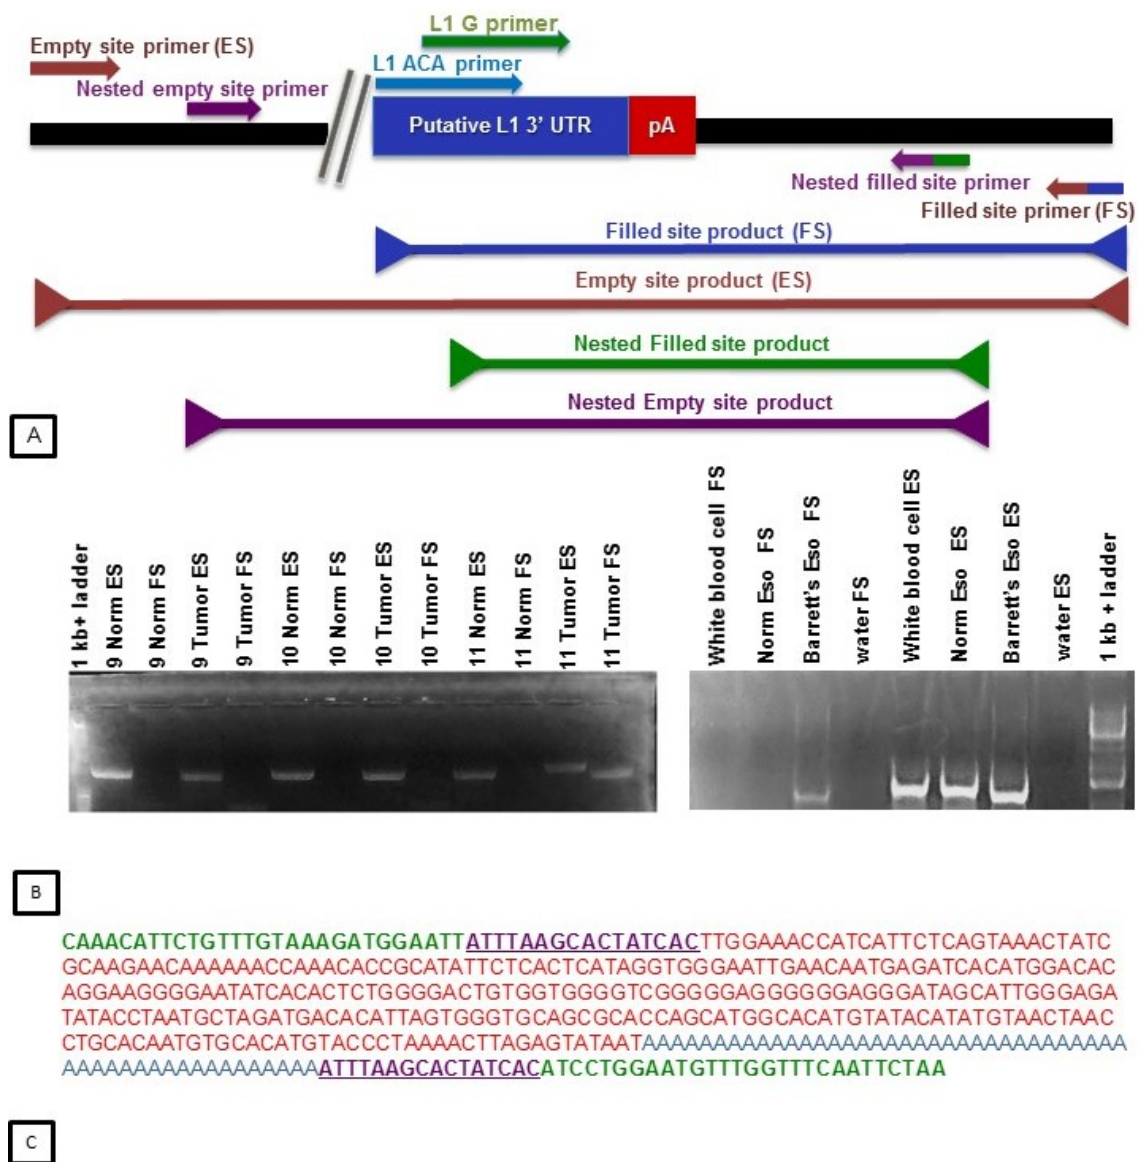 L1 G primer
Empty site primer (ES)
L1 ACA primer
Nested empty site primer
Putative L1 3' UTR
pA
Nested filled site primer
Filled site primer (FS)
Filled site product (FS)
Empty site product (ES)
Nested Filled site product
Nested Empty site product
A
1 kb+ ladder
9 Norm ES
9 Norm FS
9 Tumor ES
9 Tumor FS
10 Norm ES
10 Norm FS
10 Tumor ES
10 Tumor FS
11 Norm ES
11 Norm FS
11 Tumor ES
11 Tumor FS
White blood cell FS
Norm Eso FS
Barrett's Eso FS
water FS
White blood cell ES
Norm Eso ES
Barrett's Eso ES
water ES
1 kb + ladder
B
CAAACATTCTGTTTGTAAAGATGGAATTATTTAAGCACTATCACTTGGAAACCATCATTCTCAGTAAACTATC
GCAAGAACAAAAAACCAAACACCGCATATTCTCACTCATAGGTGGGAATTGAACAATGAGATCACATGGACAC
AGGAAGGGGAATATCACACTCTGGGGACTGTGGTGGGGTCGGGGGAGGGGGGAGGGATAGCATTGGGAGA
TATACCTAATGCTAGATGACACATTAGTGGGTGCAGCGCACCAGCATGGCACATGTATACATATGTAACTAAC
CTGCACAATGTGCACATGTACCCTAAAACTTAGAGTATAATAAAAAAAAAAAAAAAAAAAAAAAAAAAAAAAAAA
AAAAAAAAAAAAAAAAAAATTTAAGCACTATCACATCCTGGAATGTTTGGTTTCAATTCTAA
C